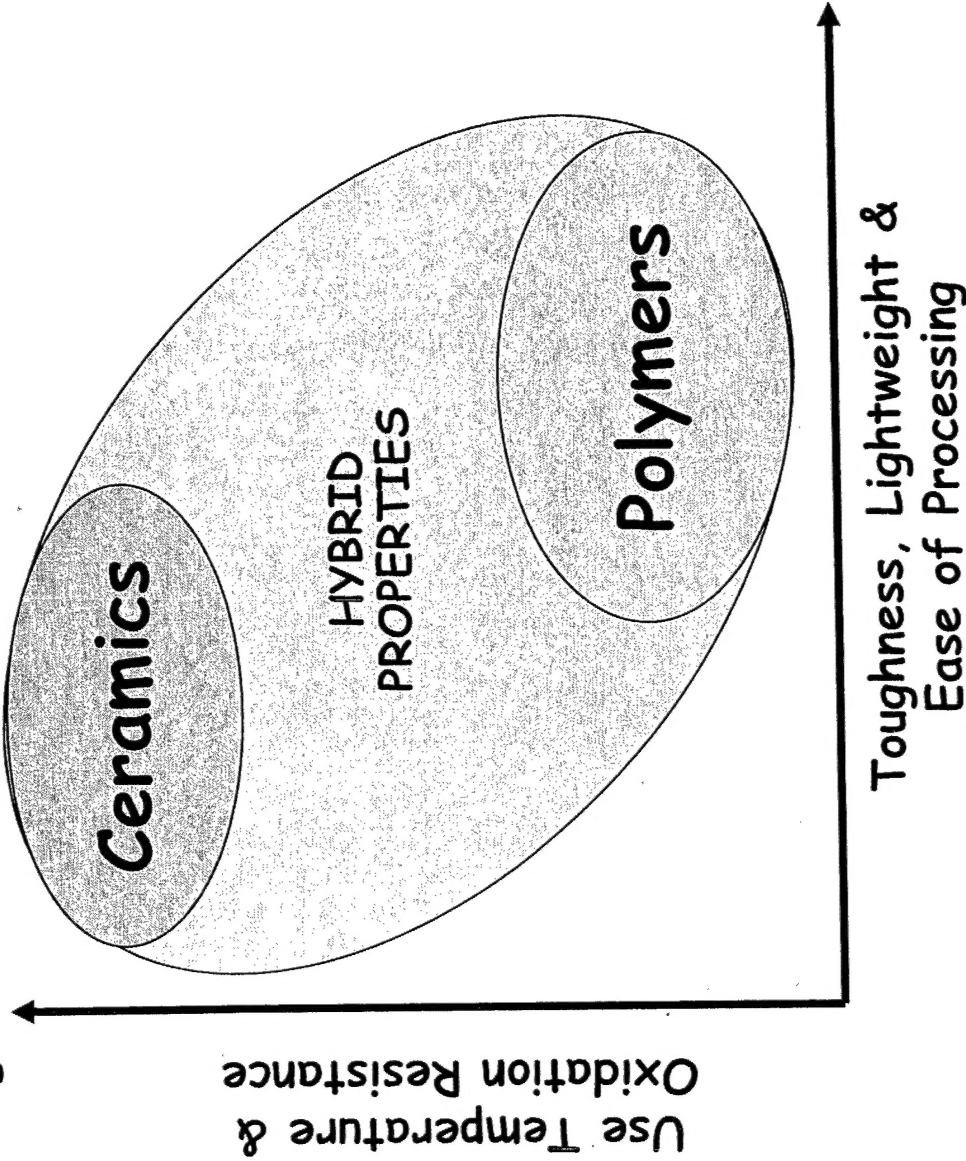 Use Temperature &
Oxidation Resistance
Ceramics
HYBRID
PROPERTIES
Polymers
Toughness, Lightweight &
Ease of Processing